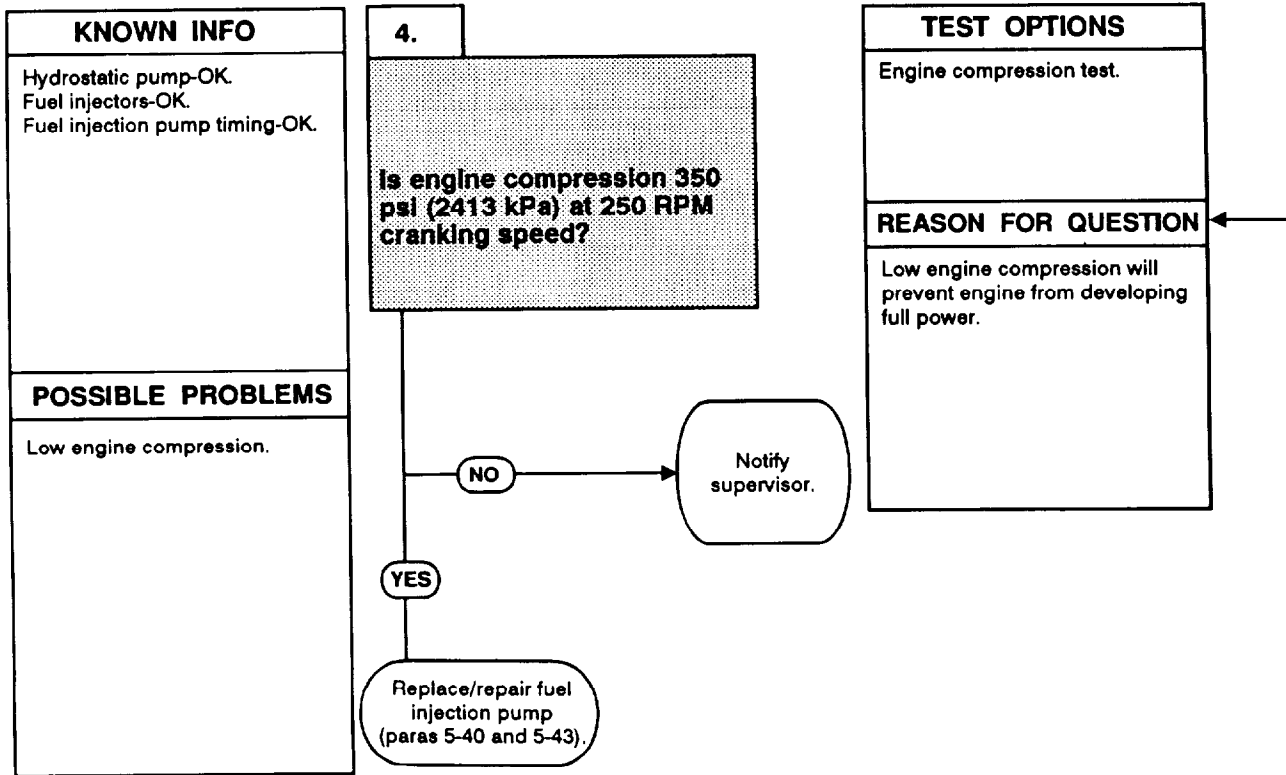 KNOWN INFO
Hydrostatic pump-OK.
Fuel injectors-OK.
Fuel injection pump timing-OK.
POSSIBLE PROBLEMS
Low engine compression.
4.
Is engine compression 350
psi (2413 kPa) at 250 RPM
cranking speed?
NO
Notify
supervisor.
YES
Replace/repair fuel
injection pump
(paras 5-40 and 5-43).
TEST OPTIONS
Engine compression test.
REASON FOR QUESTION
Low engine compression will
prevent engine from developing
full power.